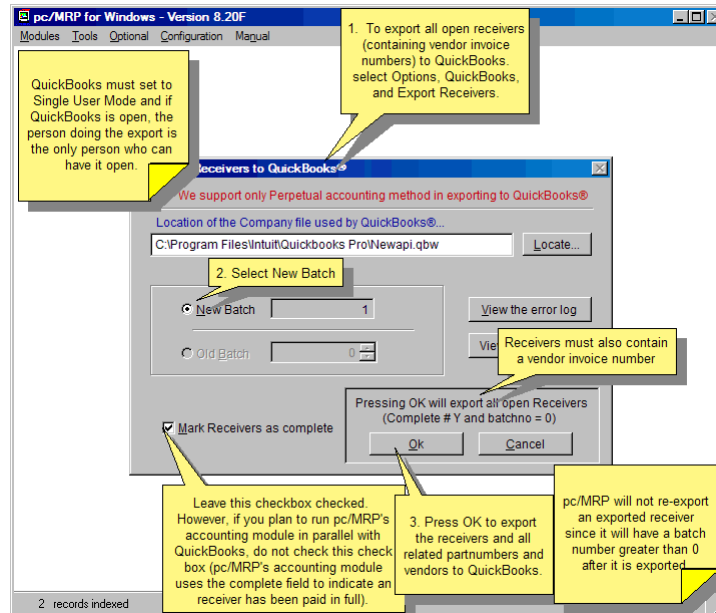 pc/MRP for Windows - Version 8.20F
Modules Tools Optional Configuration Manual
1. To export all open receivers
(containing vendor invoice
numbers) to QuickBooks.
select Options, QuickBooks,
and Export Receivers.
QuickBooks must set to
Single User Mode and if
QuickBooks is open, the
person doing the export is
the only person who can
have it open.
Receivers to QuickBooks®
We support only Perpetual accounting method in exporting to QuickBooks®
Location of the Company file used by QuickBooks®...
C:\Program Files\Intuit\Quickbooks Pro\Newapi.qbw
Locate...
2. Select New Batch
New Batch 1
View the error log
Old Batch 0
Receivers must also contain
a vendor invoice number
Pressing OK will export all open Receivers
(Complete # Y and batchno = 0)
Mark Receivers as complete
Ok Cancel
Leave this checkbox checked.
However, if you plan to run pc/MRP's
accounting module in parallel with
QuickBooks, do not check this check
box (pc/MRP's accounting module
uses the complete field to indicate an
receiver has been paid in full).
3. Press OK to export
the receivers and all
related partnumbers and
vendors to QuickBooks.
pc/MRP will not re-export
an exported receiver
since it will have a batch
number greater than 0
after it is exported
2 records indexed